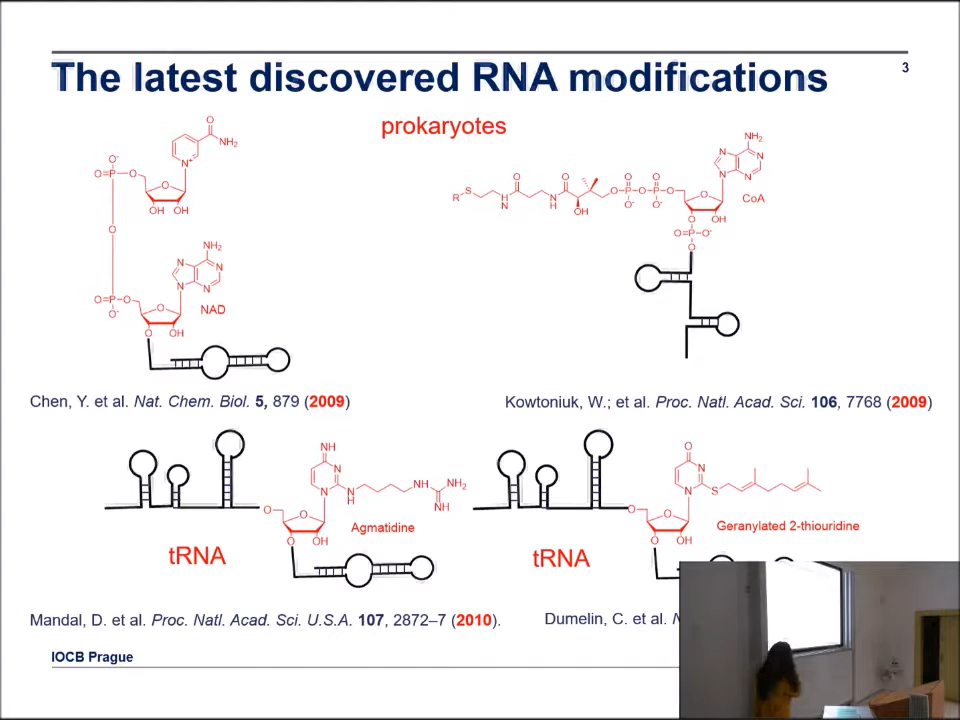 The latest discovered RNA modifications
3
prokaryotes
O
NH2
N+
O-
O=P-O
O
O-
OH OH
O
NH2
N
N
N
N
O-
O=P-O
O
O-
NAD
O OH
NH2
N
N
N
N
CoA
R S
O
N
H
O
N
H
OH
O
O
O-P-O-P-O
O-
O-
O
O OH
O=P-O-
O
Chen, Y. et al. Nat. Chem. Biol. 5, 879 (2009)
Kowtoniuk, W.; et al. Proc. Natl. Acad. Sci. 106, 7768 (2009)
NH
N
N
N
H
NH
NH2
NH
O
O
O OH
Agmatidine
tRNA
O
N
N
S
O
O
O OH
Geranylated 2-thiouridine
tRNA
Mandal, D. et al. Proc. Natl. Acad. Sci. U.S.A. 107, 2872–7 (2010).
Dumelin, C. et al. N
IOCB Prague